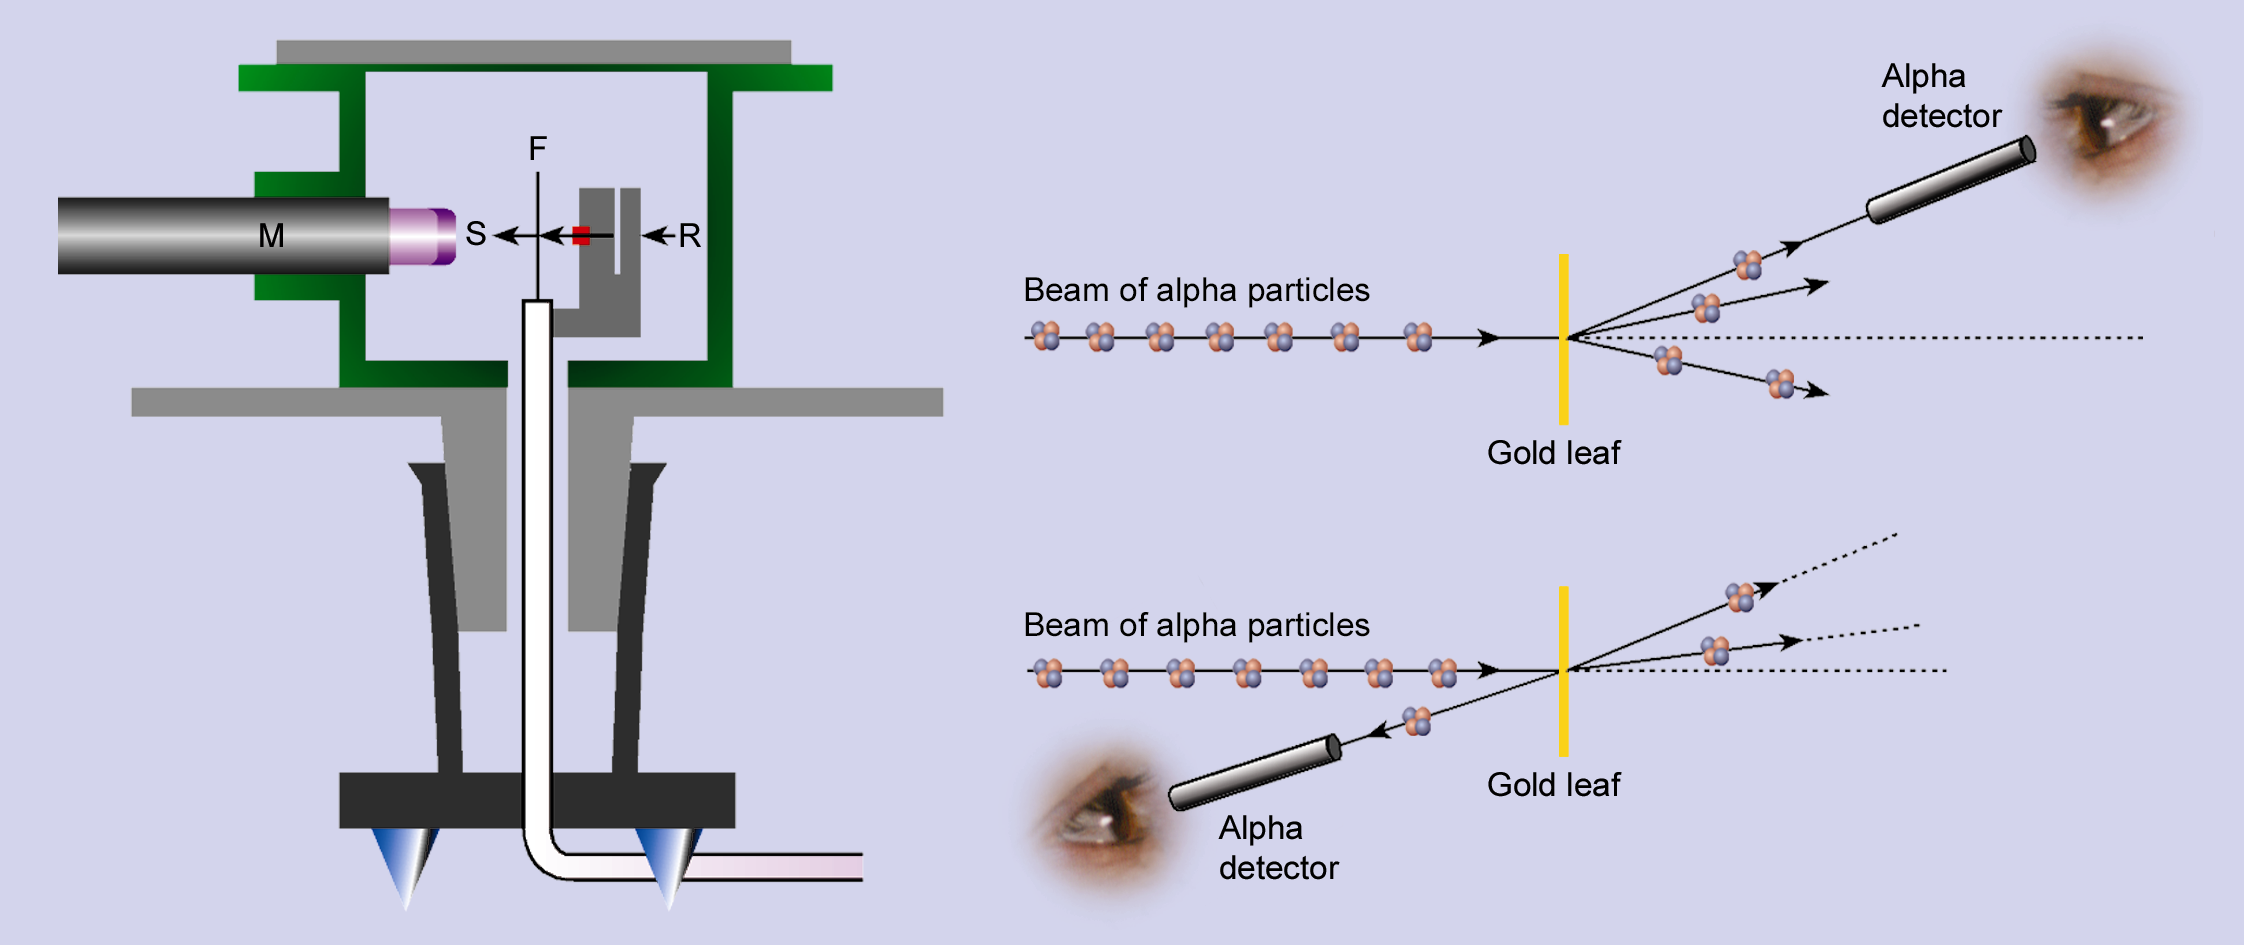 F
M
S
R
Alpha
detector
Beam of alpha particles
Gold leaf
Beam of alpha particles
Gold leaf
Alpha
detector